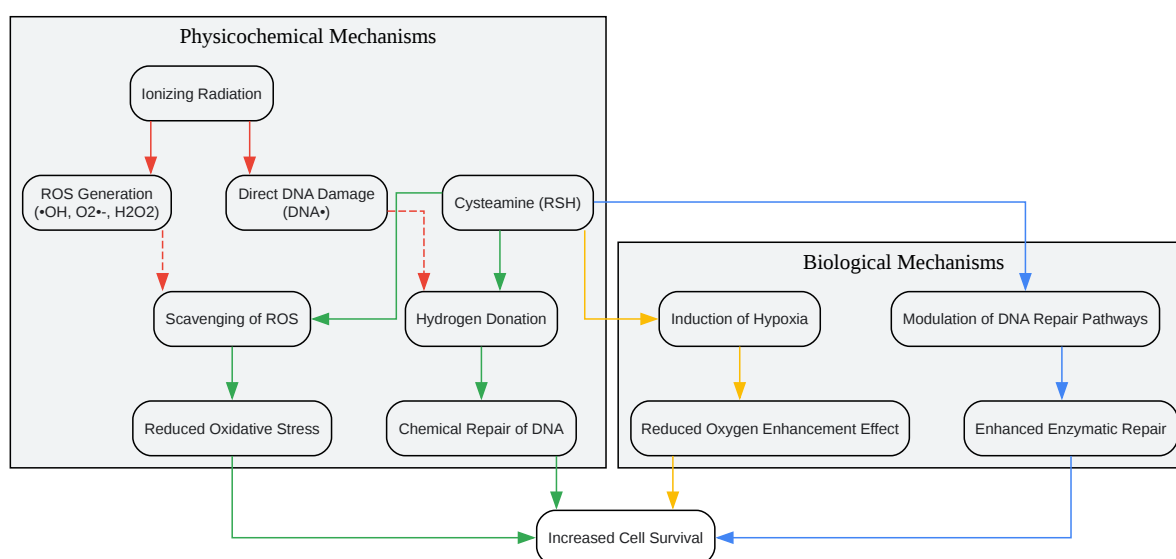 Physicochemical Mechanisms
Ionizing Radiation
ROS Generation
(•OH, O2•-, H2O2)
Direct DNA Damage
(DNA•)
Cysteamine (RSH)
Biological Mechanisms
Scavenging of ROS
Hydrogen Donation
Induction of Hypoxia
Modulation of DNA Repair Pathways
Reduced Oxidative Stress
Chemical Repair of DNA
Reduced Oxygen Enhancement Effect
Enhanced Enzymatic Repair
Increased Cell Survival